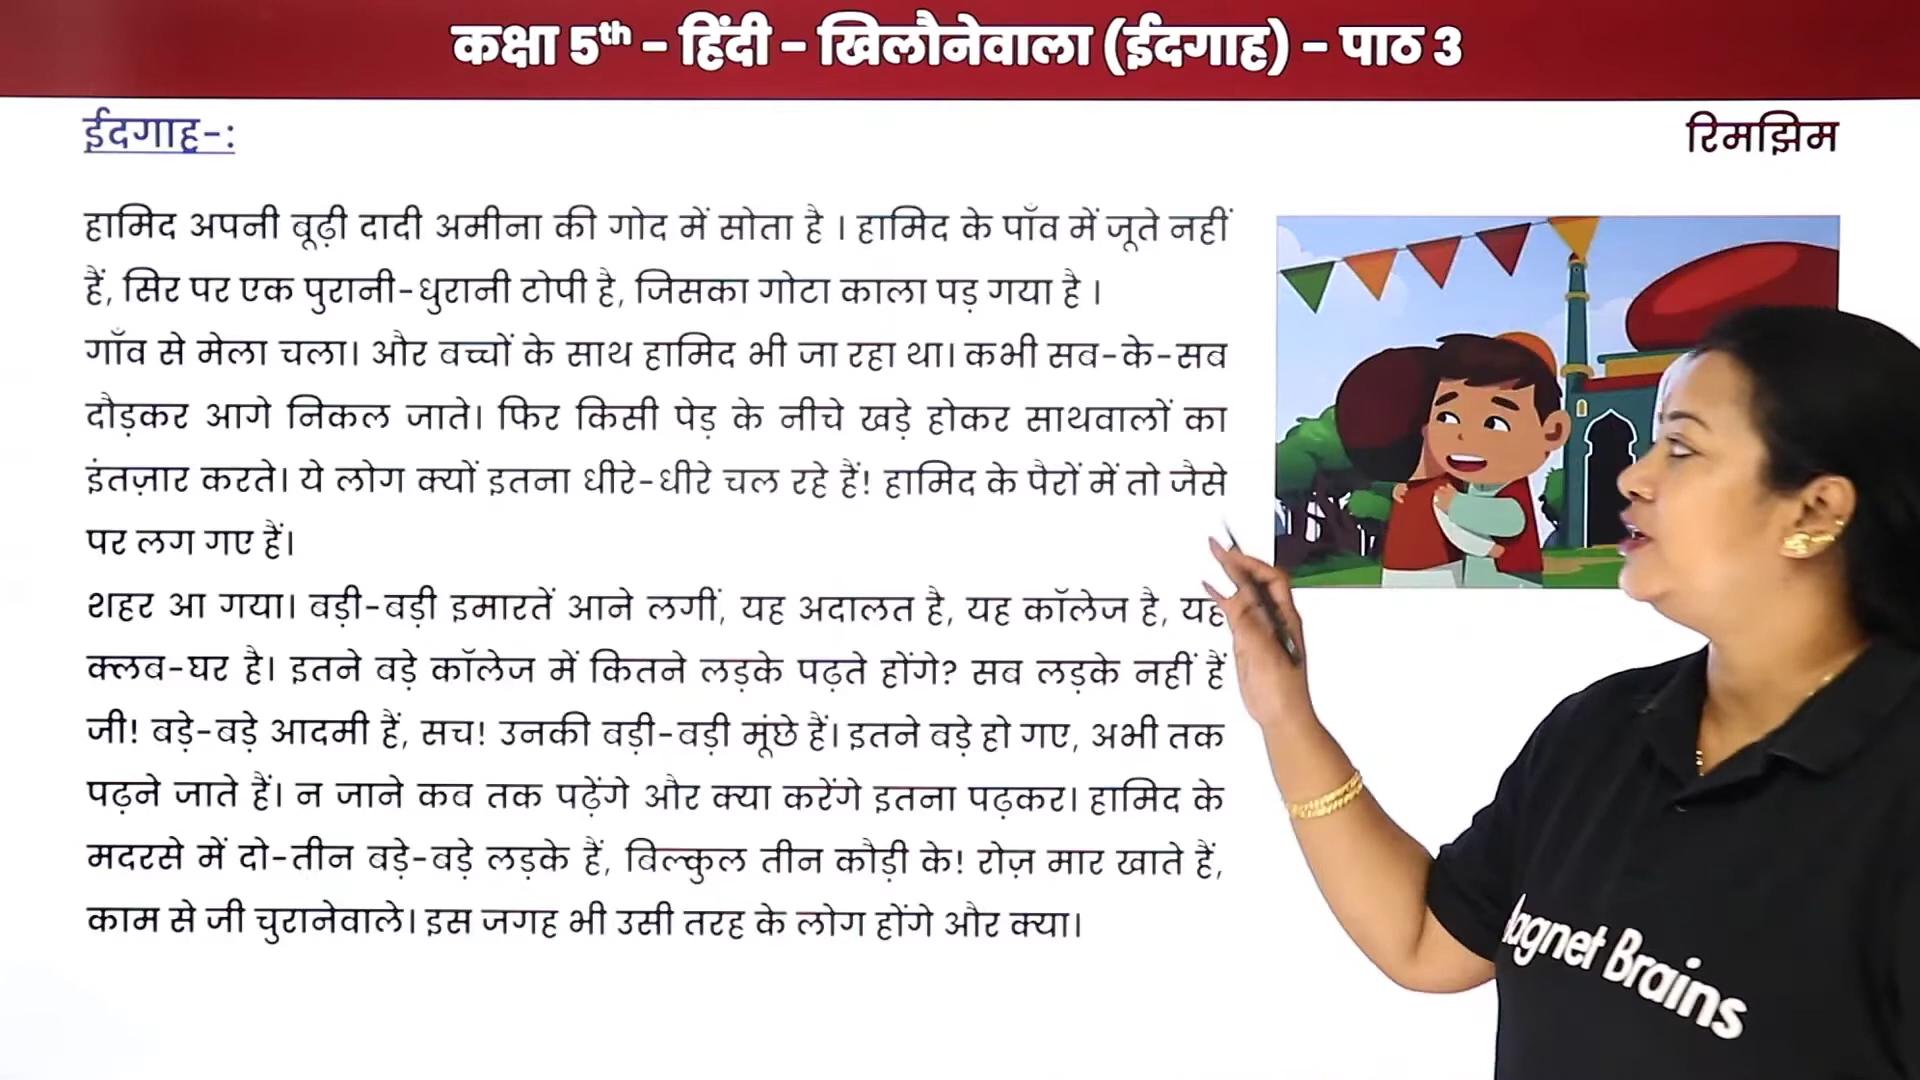 कक्षा 5th - हिंदी - खिलौनेवाला (ईदगाह) - पाठ 3
ईदगाह-:
रिमझिम
हामिद अपनी बूढ़ी दादी अमीना की गोद में सोता है । हामिद के पाँव में जूते नहीं
हैं, सिर पर एक पुरानी-धुरानी टोपी है, जिसका गोटा काला पड़ गया है ।
गाँव से मेला चला। और बच्चों के साथ हामिद भी जा रहा था। कभी सब-के-सब
दौड़कर आगे निकल जाते। फिर किसी पेड़ के नीचे खड़े होकर साथवालों का
इंतज़ार करते। ये लोग क्यों इतना धीरे-धीरे चल रहे हैं! हामिद के पैरों में तो जैसे
पर लग गए हैं।
शहर आ गया। बड़ी-बड़ी इमारतें आने लगीं, यह अदालत है, यह कॉलेज है, यह
क्लब-घर है। इतने बड़े कॉलेज में कितने लड़के पढ़ते होंगे? सब लड़के नहीं हैं
जी! बड़े-बड़े आदमी हैं, सच! उनकी बड़ी-बड़ी मूंछे हैं। इतने बड़े हो गए, अभी तक
पढ़ने जाते हैं। न जाने कब तक पढ़ेंगे और क्या करेंगे इतना पढ़कर। हामिद के
मदरसे में दो-तीन बड़े-बड़े लड़के हैं, बिल्कुल तीन कौड़ी के! रोज़ मार खाते हैं,
काम से जी चुरानेवाले। इस जगह भी उसी तरह के लोग होंगे और क्या।
agnet Brains